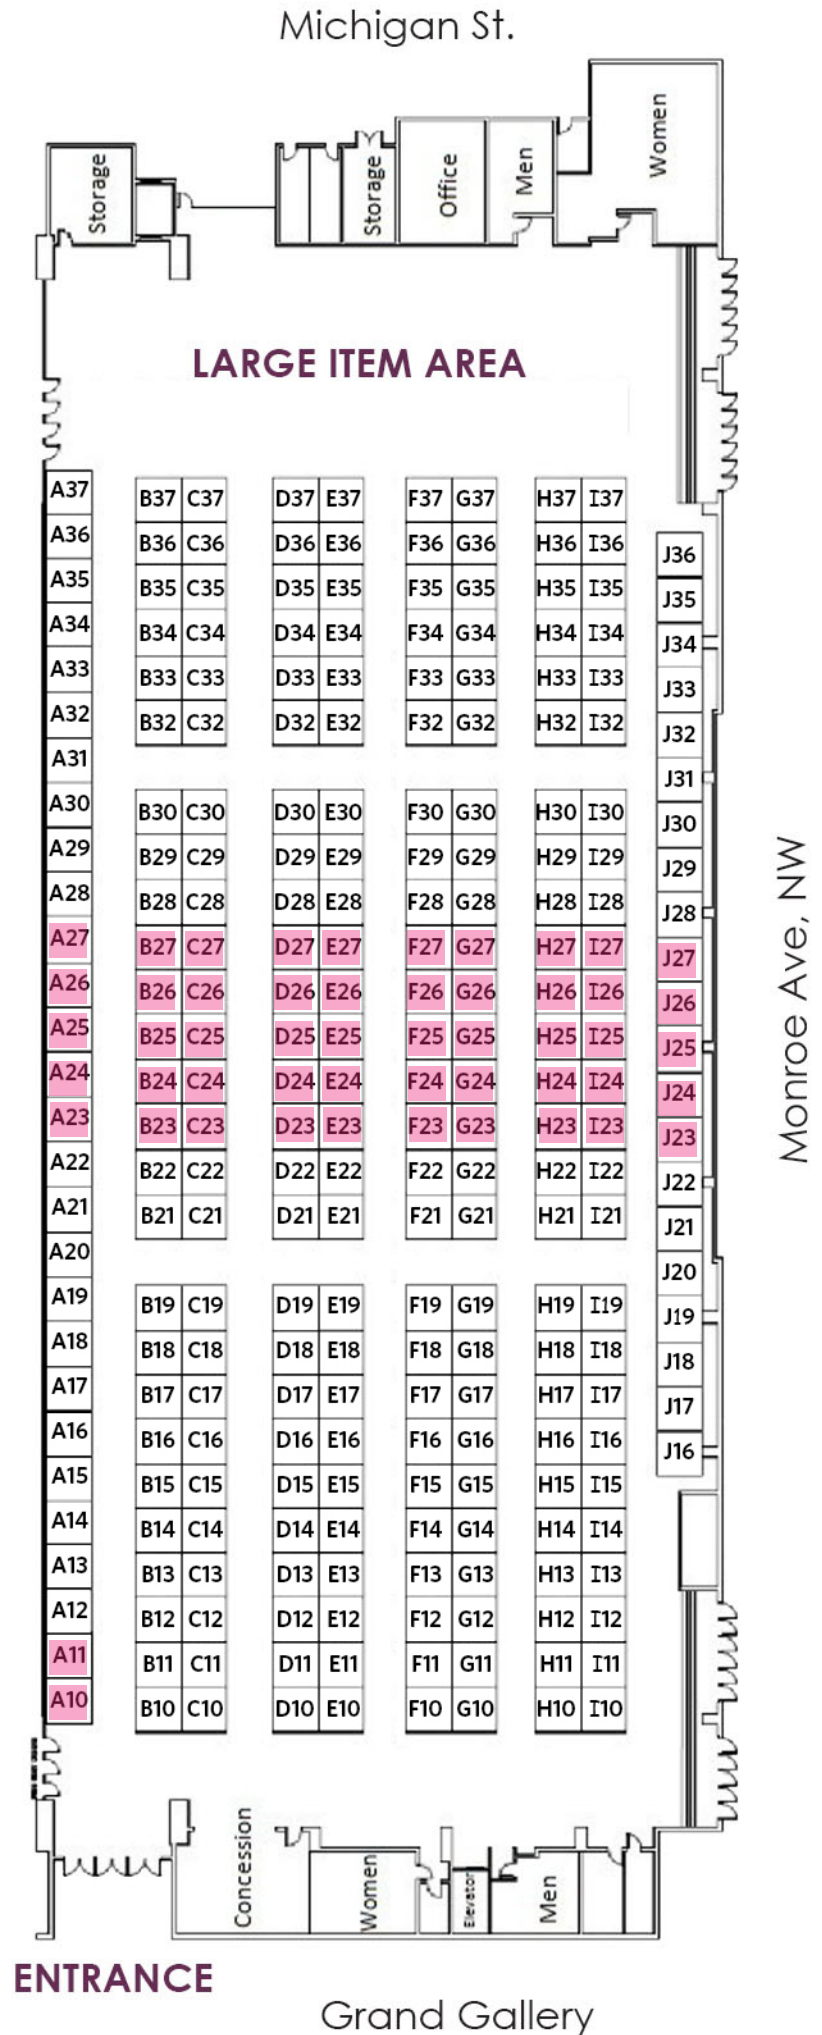 Michigan St.
Women
Storage
Storage
Office
Men
LARGE ITEM AREA
A37 B37 C37 D37 E37 F37 G37 H37 I37
A36 B36 C36 D36 E36 F36 G36 H36 I36 J36
A35 B35 C35 D35 E35 F35 G35 H35 I35 J35
A34 B34 C34 D34 E34 F34 G34 H34 I34 J34
A33 B33 C33 D33 E33 F33 G33 H33 I33 J33
A32 B32 C32 D32 E32 F32 G32 H32 I32 J32
A31 J31
A30 B30 C30 D30 E30 F30 G30 H30 I30 J30
A29 B29 C29 D29 E29 F29 G29 H29 I29 J29
A28 B28 C28 D28 E28 F28 G28 H28 I28 J28
A27 B27 C27 D27 E27 F27 G27 H27 I27 J27
A26 B26 C26 D26 E26 F26 G26 H26 I26 J26
A25 B25 C25 D25 E25 F25 G25 H25 I25 J25
A24 B24 C24 D24 E24 F24 G24 H24 I24 J24
A23 B23 C23 D23 E23 F23 G23 H23 I23 J23
A22 B22 C22 D22 E22 F22 G22 H22 I22 J22
A21 B21 C21 D21 E21 F21 G21 H21 I21 J21
A20 J20
A19 B19 C19 D19 E19 F19 G19 H19 I19 J19
A18 B18 C18 D18 E18 F18 G18 H18 I18 J18
A17 B17 C17 D17 E17 F17 G17 H17 I17 J17
A16 B16 C16 D16 E16 F16 G16 H16 I16 J16
A15 B15 C15 D15 E15 F15 G15 H15 I15
A14 B14 C14 D14 E14 F14 G14 H14 I14
A13 B13 C13 D13 E13 F13 G13 H13 I13
A12 B12 C12 D12 E12 F12 G12 H12 I12
A11 B11 C11 D11 E11 F11 G11 H11 I11
A10 B10 C10 D10 E10 F10 G10 H10 I10
Monroe Ave, NW
Concession
Women
Elevator
Men
ENTRANCE
Grand Gallery